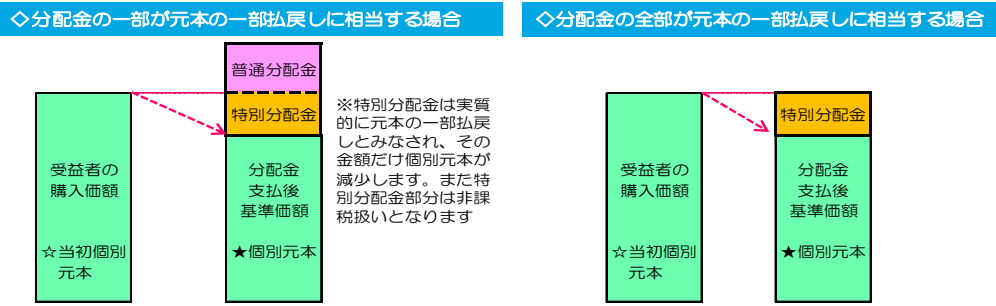 ◇分配金の一部が元本の一部払戻しに相当する場合
普通分配金
特別分配金
受益者の
購入価額
☆当初個別
元本
分配金
支払後
基準価額
★個別元本
※特別分配金は実質
的に元本の一部払戻
しとみなされ、その
金額だけ個別元本が
減少します。また特
別分配金部分は非課
税扱いとなります
◇分配金の全部が元本の一部払戻しに相当する場合
特別分配金
受益者の
購入価額
☆当初個別
元本
分配金
支払後
基準価額
★個別元本